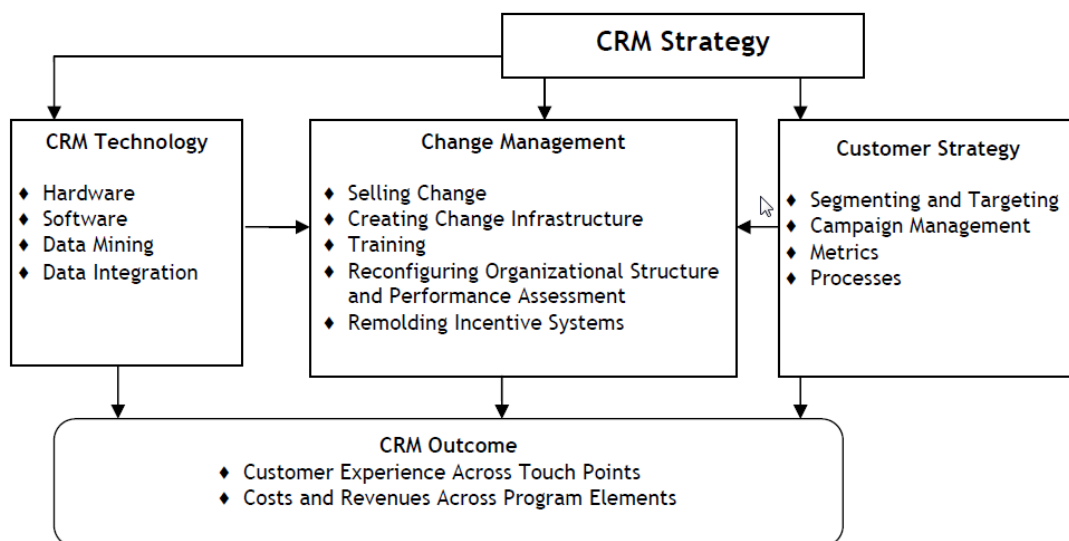 CRM Strategy
CRM Technology
♦ Hardware
♦ Software
♦ Data Mining
♦ Data Integration
Change Management
♦ Selling Change
♦ Creating Change Infrastructure
♦ Training
♦ Reconfiguring Organizational Structure
and Performance Assessment
♦ Remolding Incentive Systems
Customer Strategy
♦ Segmenting and Targeting
♦ Campaign Management
♦ Metrics
♦ Processes
CRM Outcome
♦ Customer Experience Across Touch Points
♦ Costs and Revenues Across Program Elements